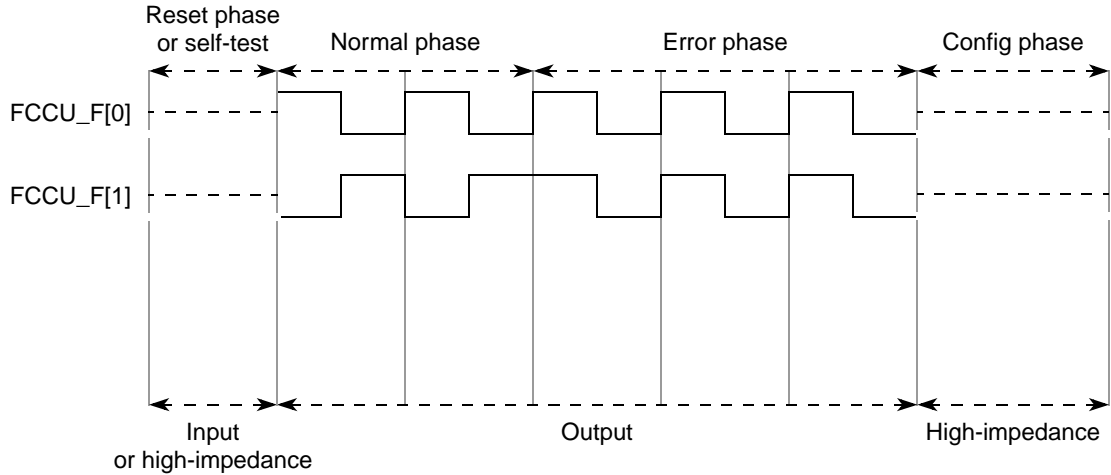 Reset phase
or self-test
Normal phase
Error phase
Config phase
FCCU_F[0]
FCCU_F[1]
Input
or high-impedance
Output
High-impedance